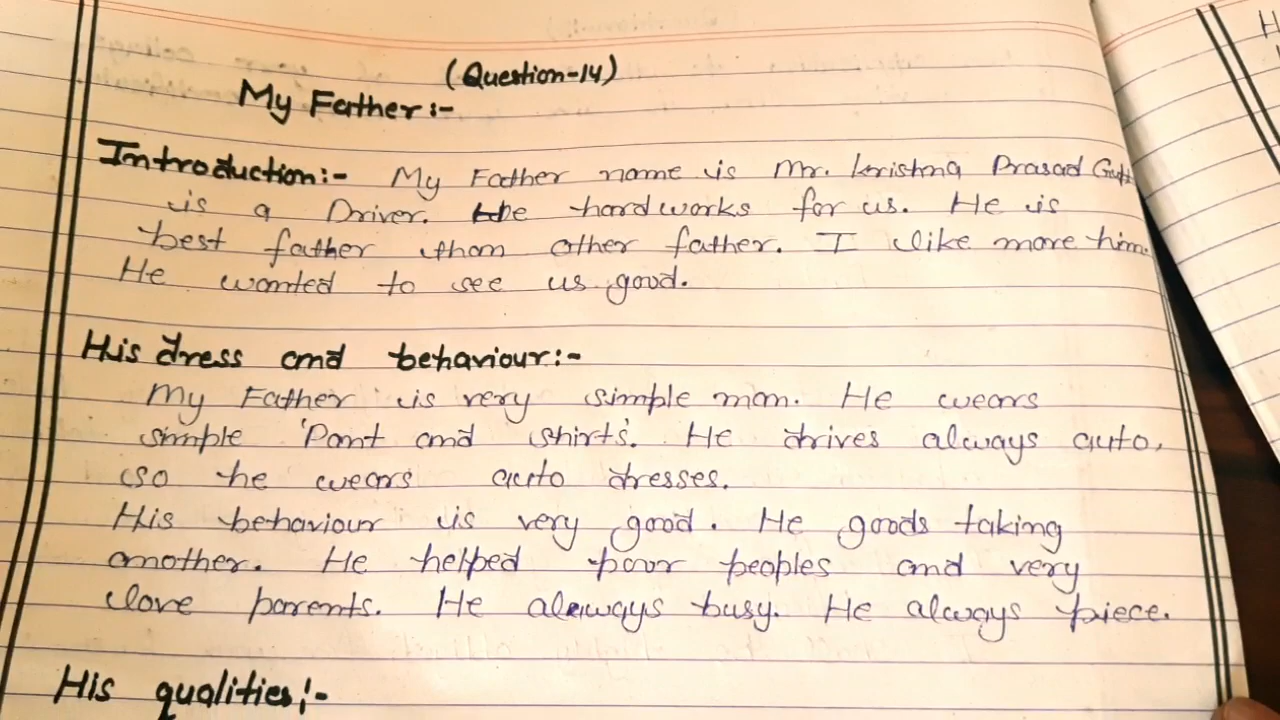 (Question-14)
My Father:-
Introduction:- My Father name is Mr. Krishna Prasad
is a Driver. He hardworks for us. He is
best father than other father. I like more him.
He wanted to see us good.
His dress and behaviour:-
My Father is very simple man. He wears
simple 'Pant and shirts'. He drives always auto,
so he wears auto dresses.
His behaviour is very good. He goods taking
another. He helped poor peoples and very
love parents. He always busy. He always piece.
His qualities:-